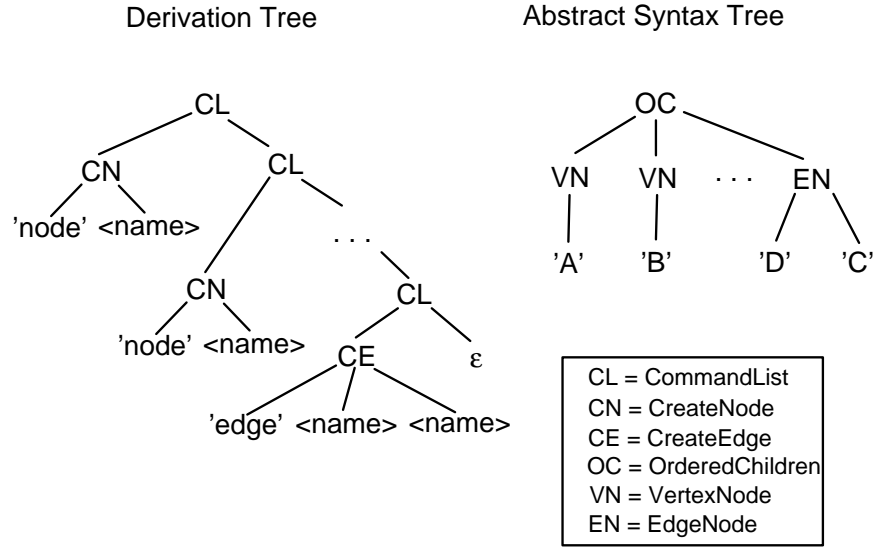 Derivation Tree
Abstract Syntax Tree
CL
CN
CL
'node' <name>
. . .
CN
CL
'node' <name>
CE
ε
'edge' <name> <name>
OC
VN VN . . . EN
'A' 'B' 'D' 'C'
CL = CommandList
CN = CreateNode
CE = CreateEdge
OC = OrderedChildren
VN = VertexNode
EN = EdgeNode